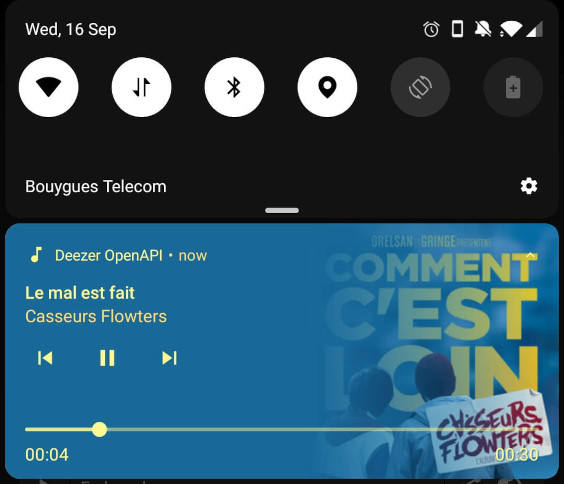 Wed, 16 Sep
Bouygues Telecom
Deezer OpenAPI • now
Le mal est fait
Casseurs Flowters
00:04
00:30
ORELSAN ET GRINGE PRÉSENTENT
COMMENT
C'EST
LOIN
CASSEURS
FLOWTERS